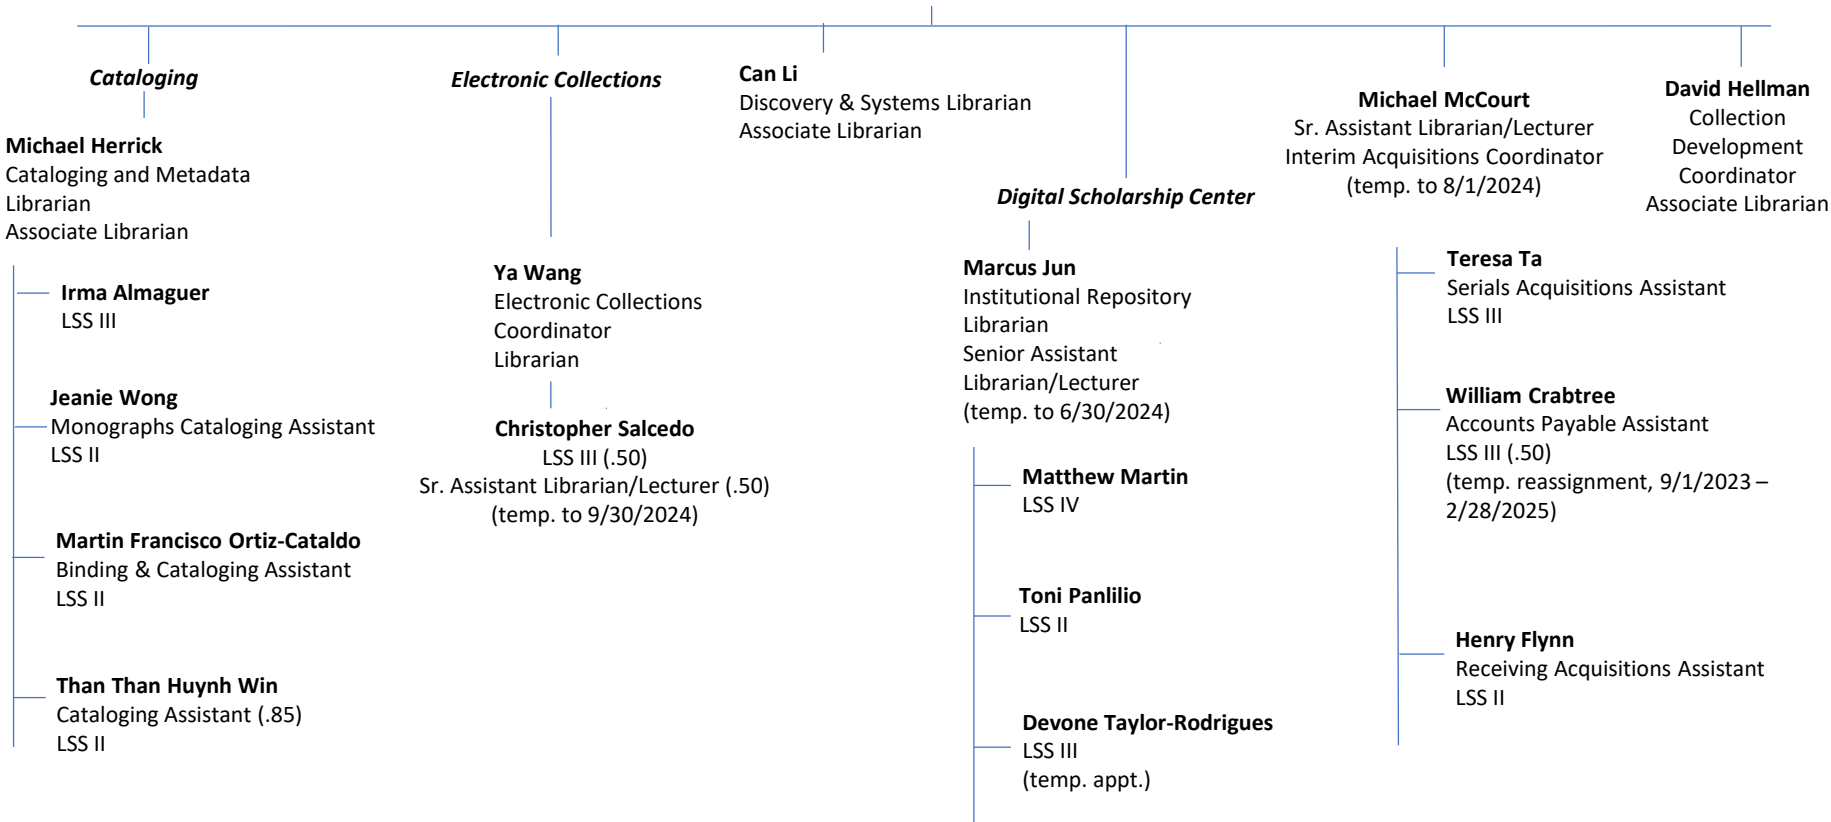 Cataloging
Michael Herrick
Cataloging and Metadata
Librarian
Associate Librarian
Irma Almaguer
LSS III
Jeanie Wong
Monographs Cataloging Assistant
LSS II
Martin Francisco Ortiz-Cataldo
Binding & Cataloging Assistant
LSS II
Than Than Huynh Win
Cataloging Assistant (.85)
LSS II
Electronic Collections
Ya Wang
Electronic Collections
Coordinator
Librarian
Christopher Salcedo
LSS III (.50)
Sr. Assistant Librarian/Lecturer (.50)
(temp. to 9/30/2024)
Can Li
Discovery & Systems Librarian
Associate Librarian
Digital Scholarship Center
Marcus Jun
Institutional Repository
Librarian
Senior Assistant
Librarian/Lecturer
(temp. to 6/30/2024)
Matthew Martin
LSS IV
Toni Panlilio
LSS II
Devone Taylor-Rodrigues
LSS III
(temp. appt.)
Michael McCourt
Sr. Assistant Librarian/Lecturer
Interim Acquisitions Coordinator
(temp. to 8/1/2024)
Teresa Ta
Serials Acquisitions Assistant
LSS III
William Crabtree
Accounts Payable Assistant
LSS III (.50)
(temp. reassignment, 9/1/2023 –
2/28/2025)
Henry Flynn
Receiving Acquisitions Assistant
LSS II
David Hellman
Collection
Development
Coordinator
Associate Librarian